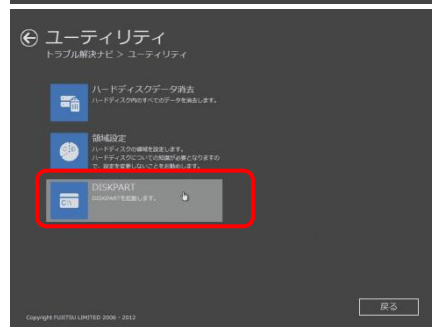 ユーティリティ
トラブル解決ナビ > ユーティリティ
ハードディスクデータ消去
ハードディスク内のすべてのデータを消去します。
領域設定
ハードディスクの領域を設定します。
ハードディスクについての知識が必要となりますの
で、設定を変更しないことをお勧めします。
DISKPART
DISKPARTを起動します。
戻る
Copyright FUJITSU LIMITED 2006 - 2012